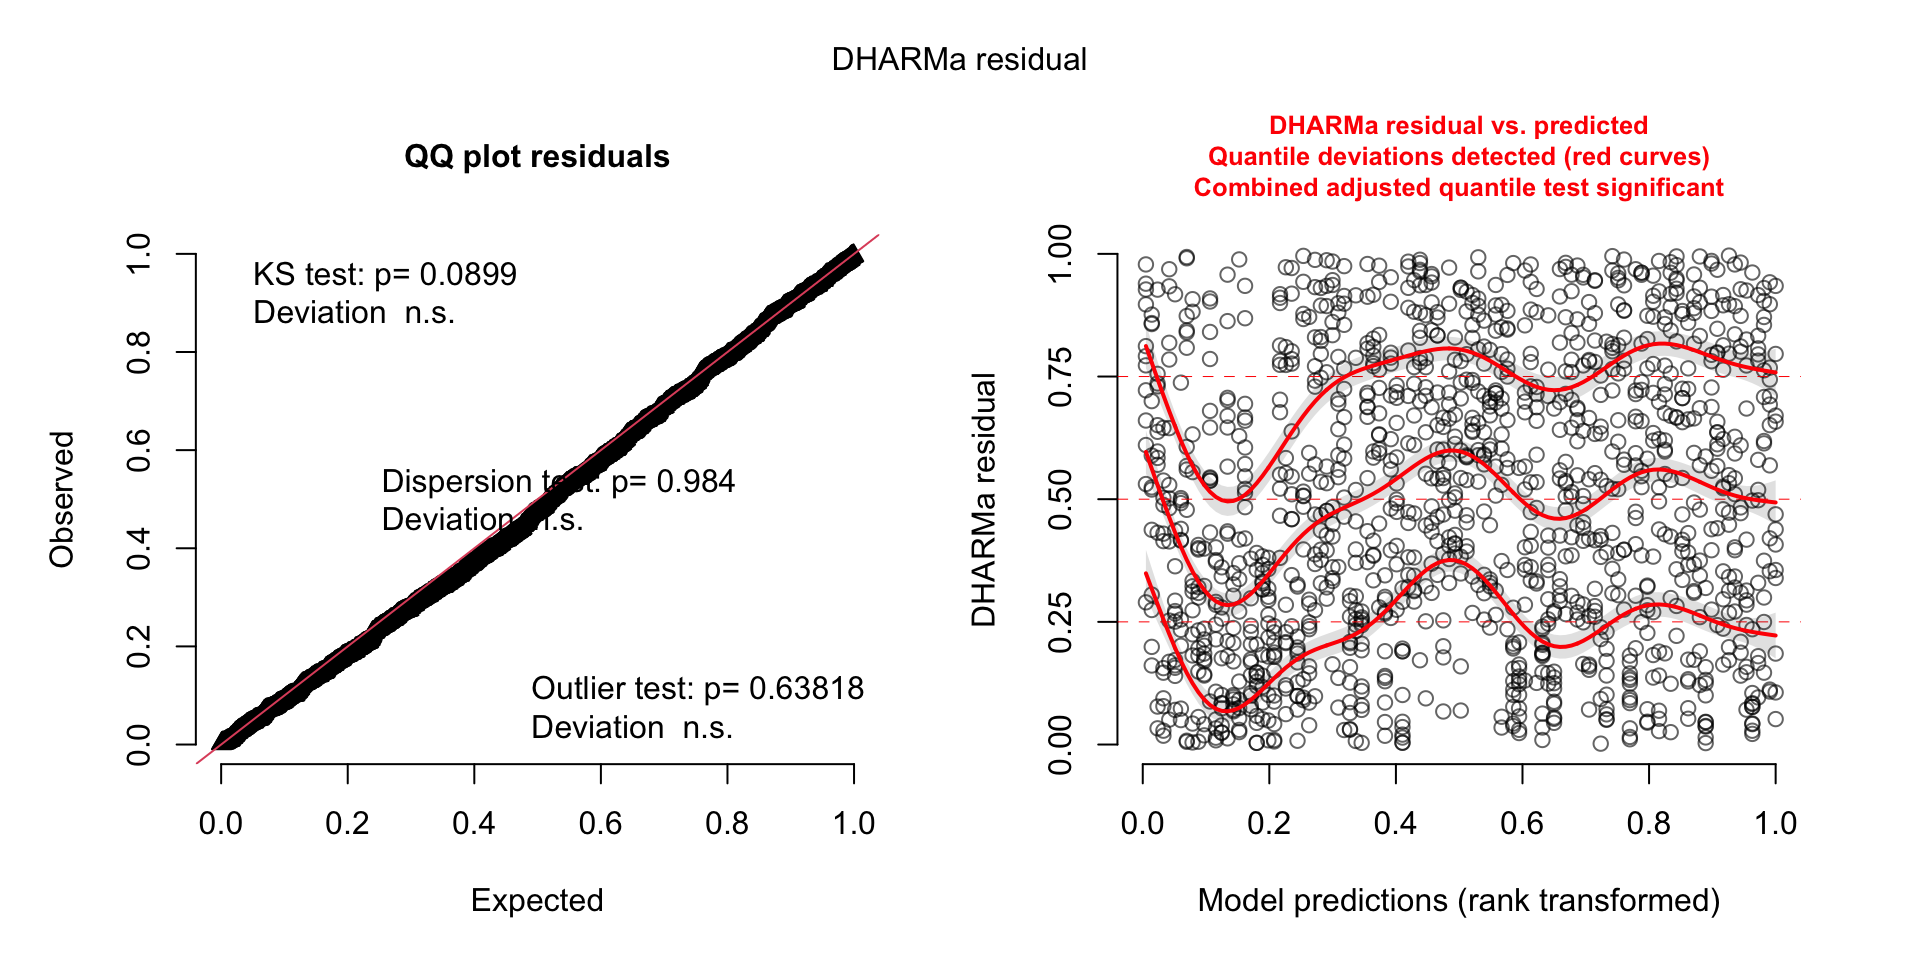 DHARMa residual
QQ plot residuals
KS test: p= 0.0899
Deviation  n.s.
Dispersion test: p= 0.984
Deviation  n.s.
Outlier test: p= 0.63818
Deviation  n.s.
Observed
0.0 0.2 0.4 0.6 0.8 1.0
0.0 0.2 0.4 0.6 0.8 1.0
Expected
DHARMa residual vs. predicted
Quantile deviations detected (red curves)
Combined adjusted quantile test significant
DHARMa residual
0.00 0.25 0.50 0.75 1.00
0.0 0.2 0.4 0.6 0.8 1.0
Model predictions (rank transformed)